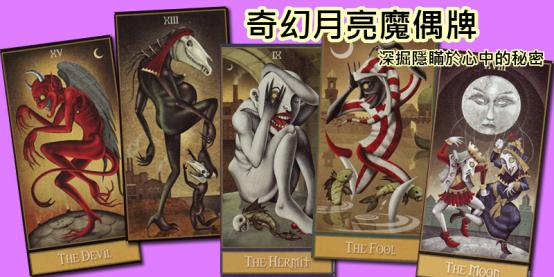 奇幻月亮魔偶牌
深掘隱瞞於心中的秘密
XV
THE DEVIL
XIII
IX
THE HERMIT
THE FOOL
XVIII
THE MOON